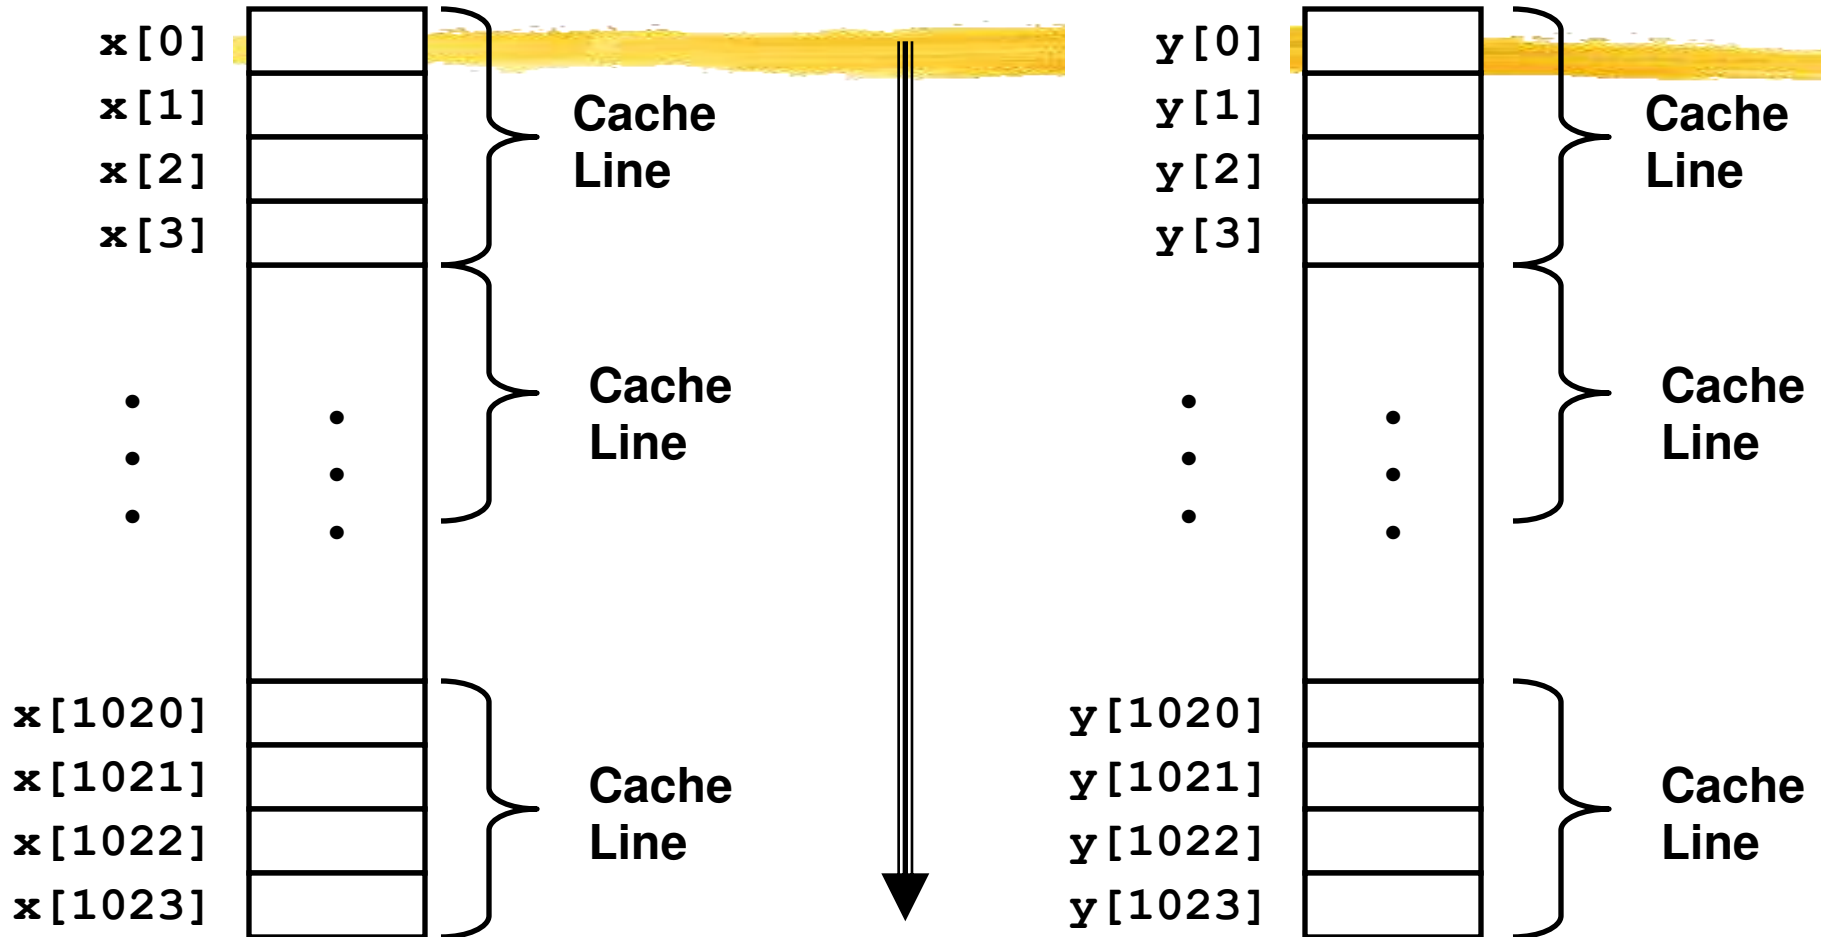 x[0]
x[1]
x[2]
x[3]
Cache
Line
Cache
Line
x[1020]
x[1021]
x[1022]
x[1023]
Cache
Line
y[0]
y[1]
y[2]
y[3]
Cache
Line
Cache
Line
y[1020]
y[1021]
y[1022]
y[1023]
Cache
Line